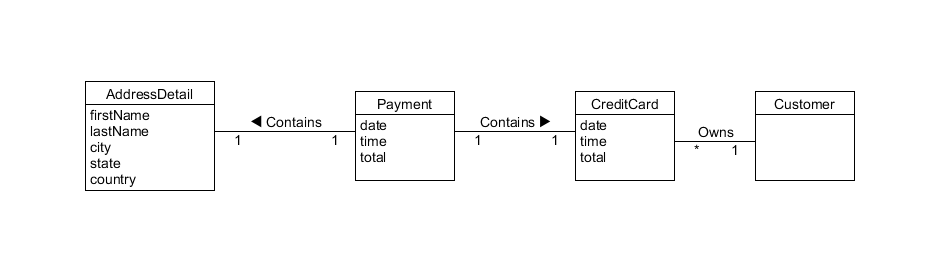 AddressDetail
firstName
lastName
city
state
country
◀ Contains
1
1
Payment
date
time
total
Contains ▶
1
1
CreditCard
date
time
total
Owns
*
1
Customer